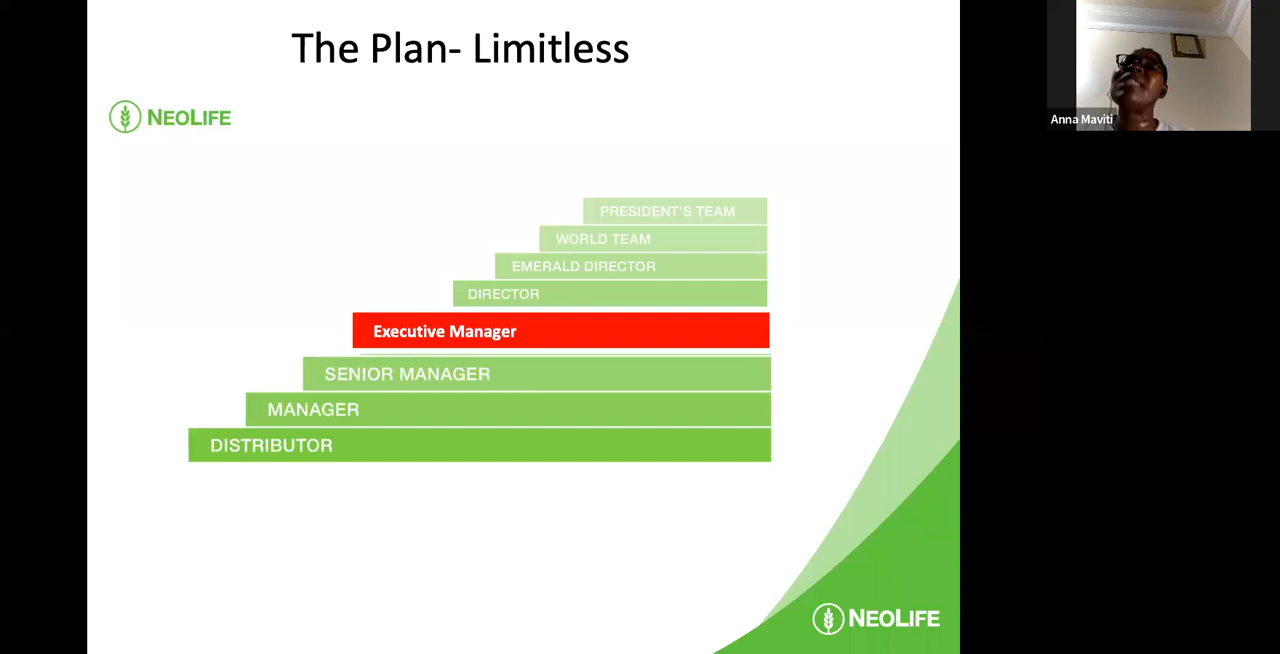 The Plan- Limitless
Anna Maviti
NEOLIFE
PRESIDENT'S TEAM
WORLD TEAM
EMERALD DIRECTOR
DIRECTOR
Executive Manager
SENIOR MANAGER
MANAGER
DISTRIBUTOR
NEOLIFE